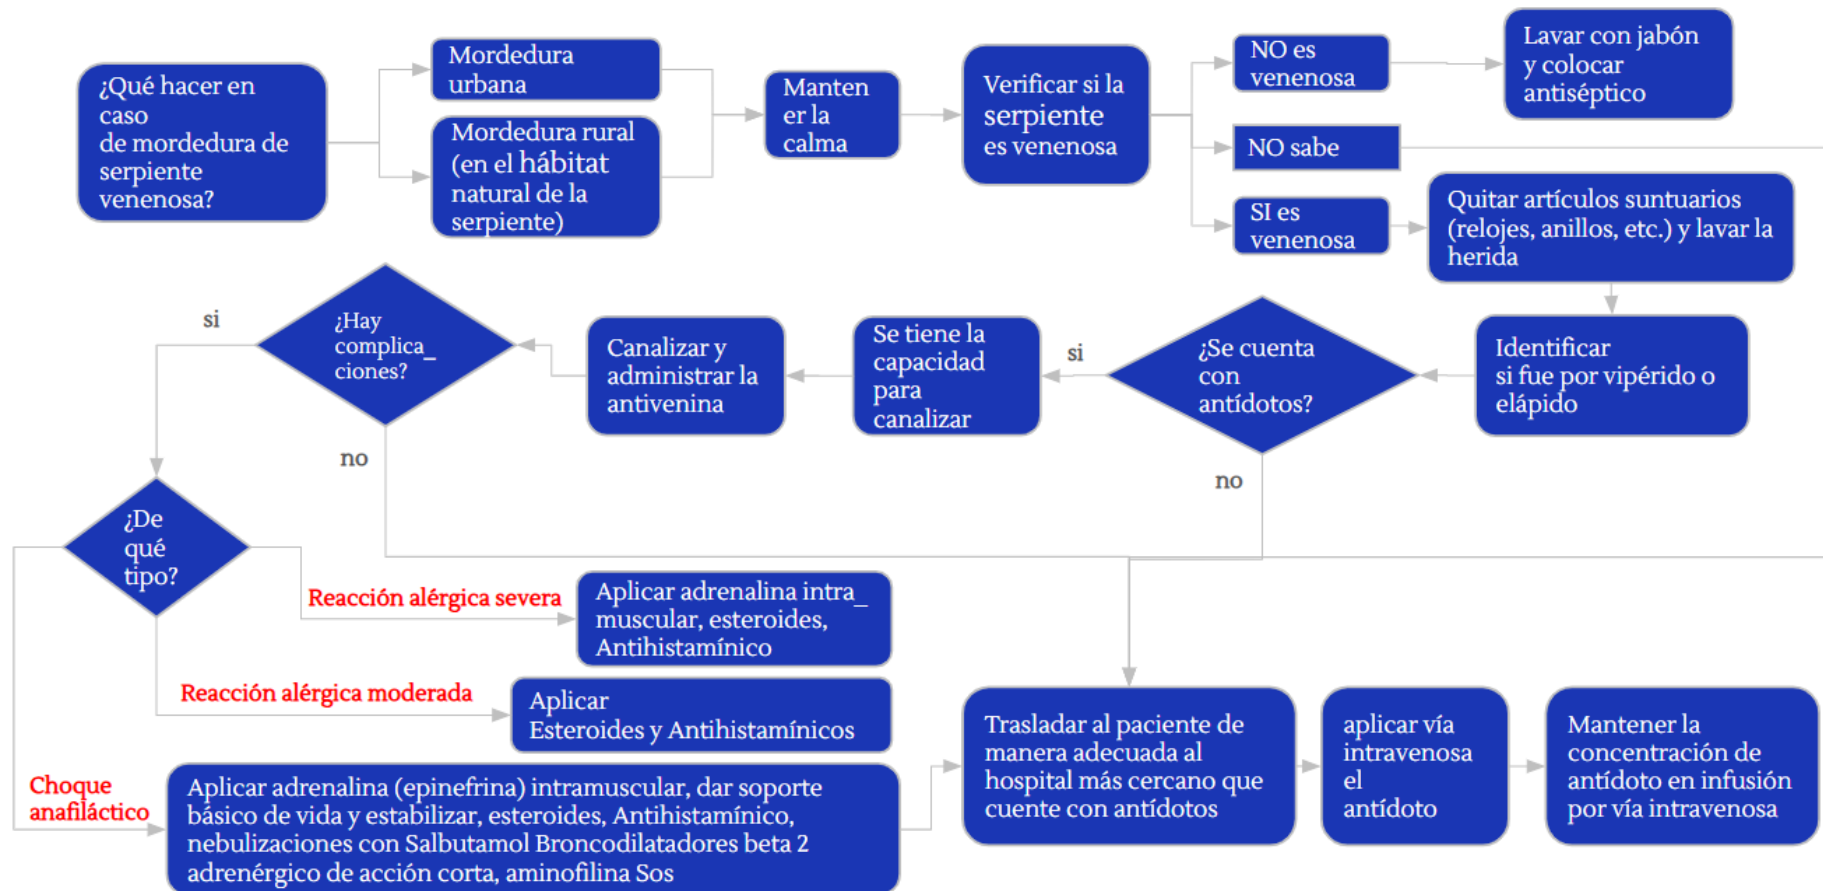 ¿Qué hacer en
caso
de mordedura de
serpiente
venenosa?
Mordedura
urbana
Mordedura rural
(en el hábitat
natural de la
serpiente)
Manten
er la
calma
Verificar si la
serpiente
es venenosa
NO es
venenosa
Lavar con jabón
y colocar
antiséptico
NO sabe
SI es
venenosa
Quitar artículos suntuarios
(relojes, anillos, etc.) y lavar la
herida
Identificar
si fue por vipérido o
elápido
¿Se cuenta
con
antídotos?
si
no
Se tiene la
capacidad
para
canalizar
Canalizar y
administrar la
antivenina
¿Hay
complica_
ciones?
si
no
¿De
qué
tipo?
Reacción alérgica severa
Aplicar adrenalina intra_
muscular, esteroides,
Antihistamínico
Reacción alérgica moderada
Aplicar
Esteroides y Antihistamínicos
Choque
anafiláctico
Aplicar adrenalina (epinefrina) intramuscular, dar soporte
básico de vida y estabilizar, esteroides, Antihistamínico,
nebulizaciones con Salbutamol Broncodilatadores beta 2
adrenérgico de acción corta, aminofilina Sos
Trasladar al paciente de
manera adecuada al
hospital más cercano que
cuente con antídotos
aplicar vía
intravenosa
el
antídoto
Mantener la
concentración de
antídoto en infusión
por vía intravenosa